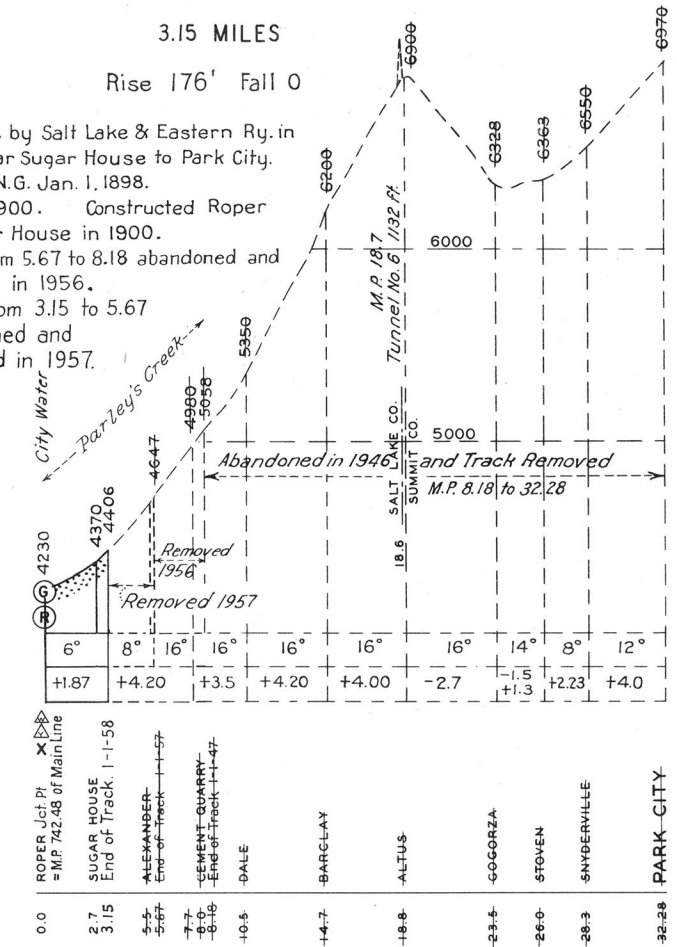 3.15 MILES
Rise 176' Fall 0
by Salt Lake & Eastern Ry. in
ar Sugar House to Park City.
N.G. Jan. 1, 1898.
900. Constructed Roper
House in 1900.
m 5.67 to 8.18 abandoned and
in 1956.
om 3.15 to 5.67
ned and
d in 1957.
City Water
Parley's Creek
4230
4370
4406
4647
4980
5058
5350
6200
6900
6328
6363
6550
6970
6000
5000
M.P. 18.7
Tunnel No. 6 1132 ft.
SALT LAKE CO.
SUMMIT CO.
18.6
Abandoned in 1946 and Track Removed
M.P. 8.18 to 32.28
Removed
1956
Removed 1957
G
R
6° 8° 16° 16° 16° 16° 16° 14° 8° 12°
+1.87 +4.20 +3.5 +4.20 +4.00 -2.7 -1.5 +1.3 +2.23 +4.0
ROPER Jct. Pt
= M.P. 742.48 of Main Line
X
SUGAR HOUSE
End of Track. 1-1-58
ALEXANDER
End of Track 1-1-57
CEMENT QUARRY
End of Track 1-1-47
DALE
BARCLAY
ALTUS
GOGORZA
STOVEN
SNYDERVILLE
PARK CITY
0.0
2.7
3.15
5.5
5.67
7.7
8.0
8.18
10.5
14.7
18.8
23.5
26.0
28.3
32.28